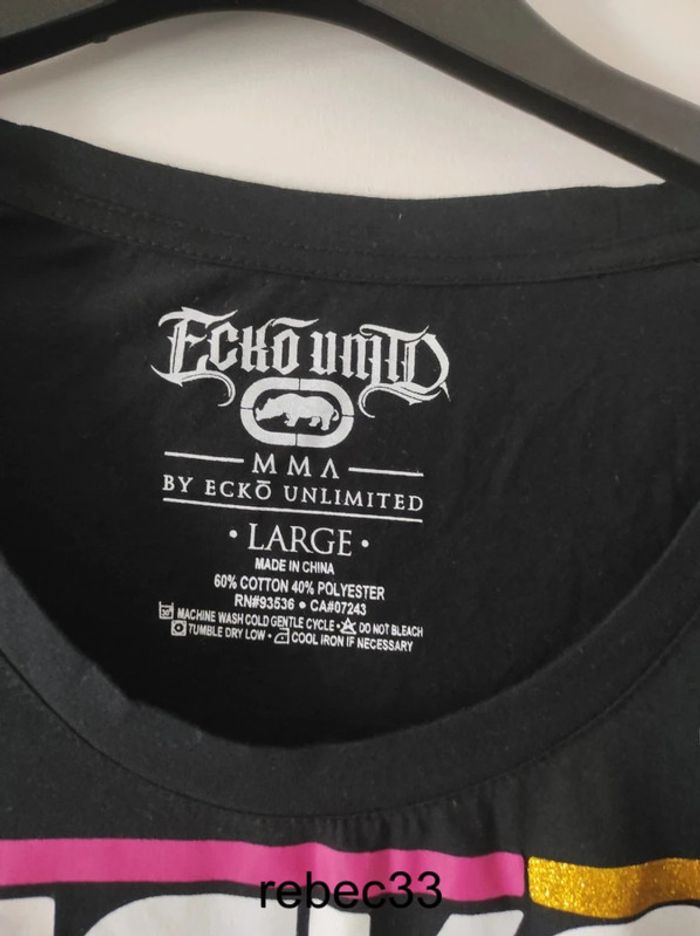 ECKŌ UNLTD
MMA
BY ECKŌ UNLIMITED
• LARGE •
MADE IN CHINA
60% COTTON 40% POLYESTER
RN#93536 • CA#07243
MACHINE WASH COLD GENTLE CYCLE • DO NOT BLEACH
TUMBLE DRY LOW • COOL IRON IF NECESSARY
rebec33